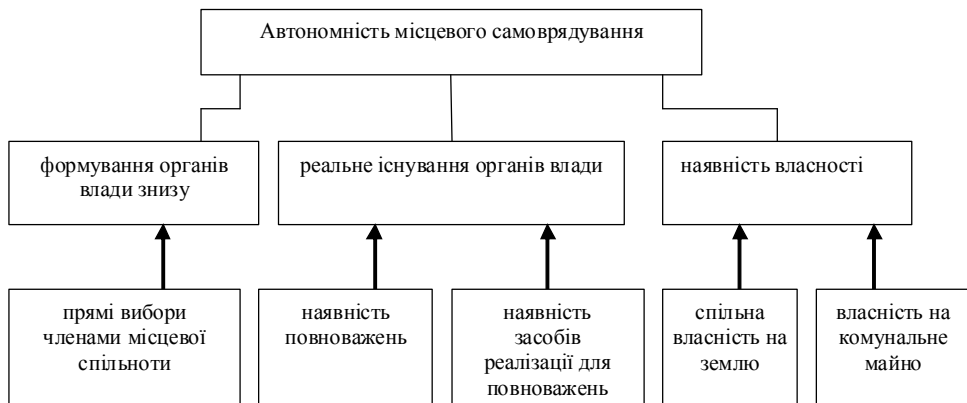 Автономність місцевого самоврядування
формування органів
влади знизу
реальне існування органів влади
наявність власності
прямі вибори
членами місцевої
спільноти
наявність
повноважень
наявність
засобів
реалізації для
повноважень
спільна
власність на
землю
власність на
комунальне
майно